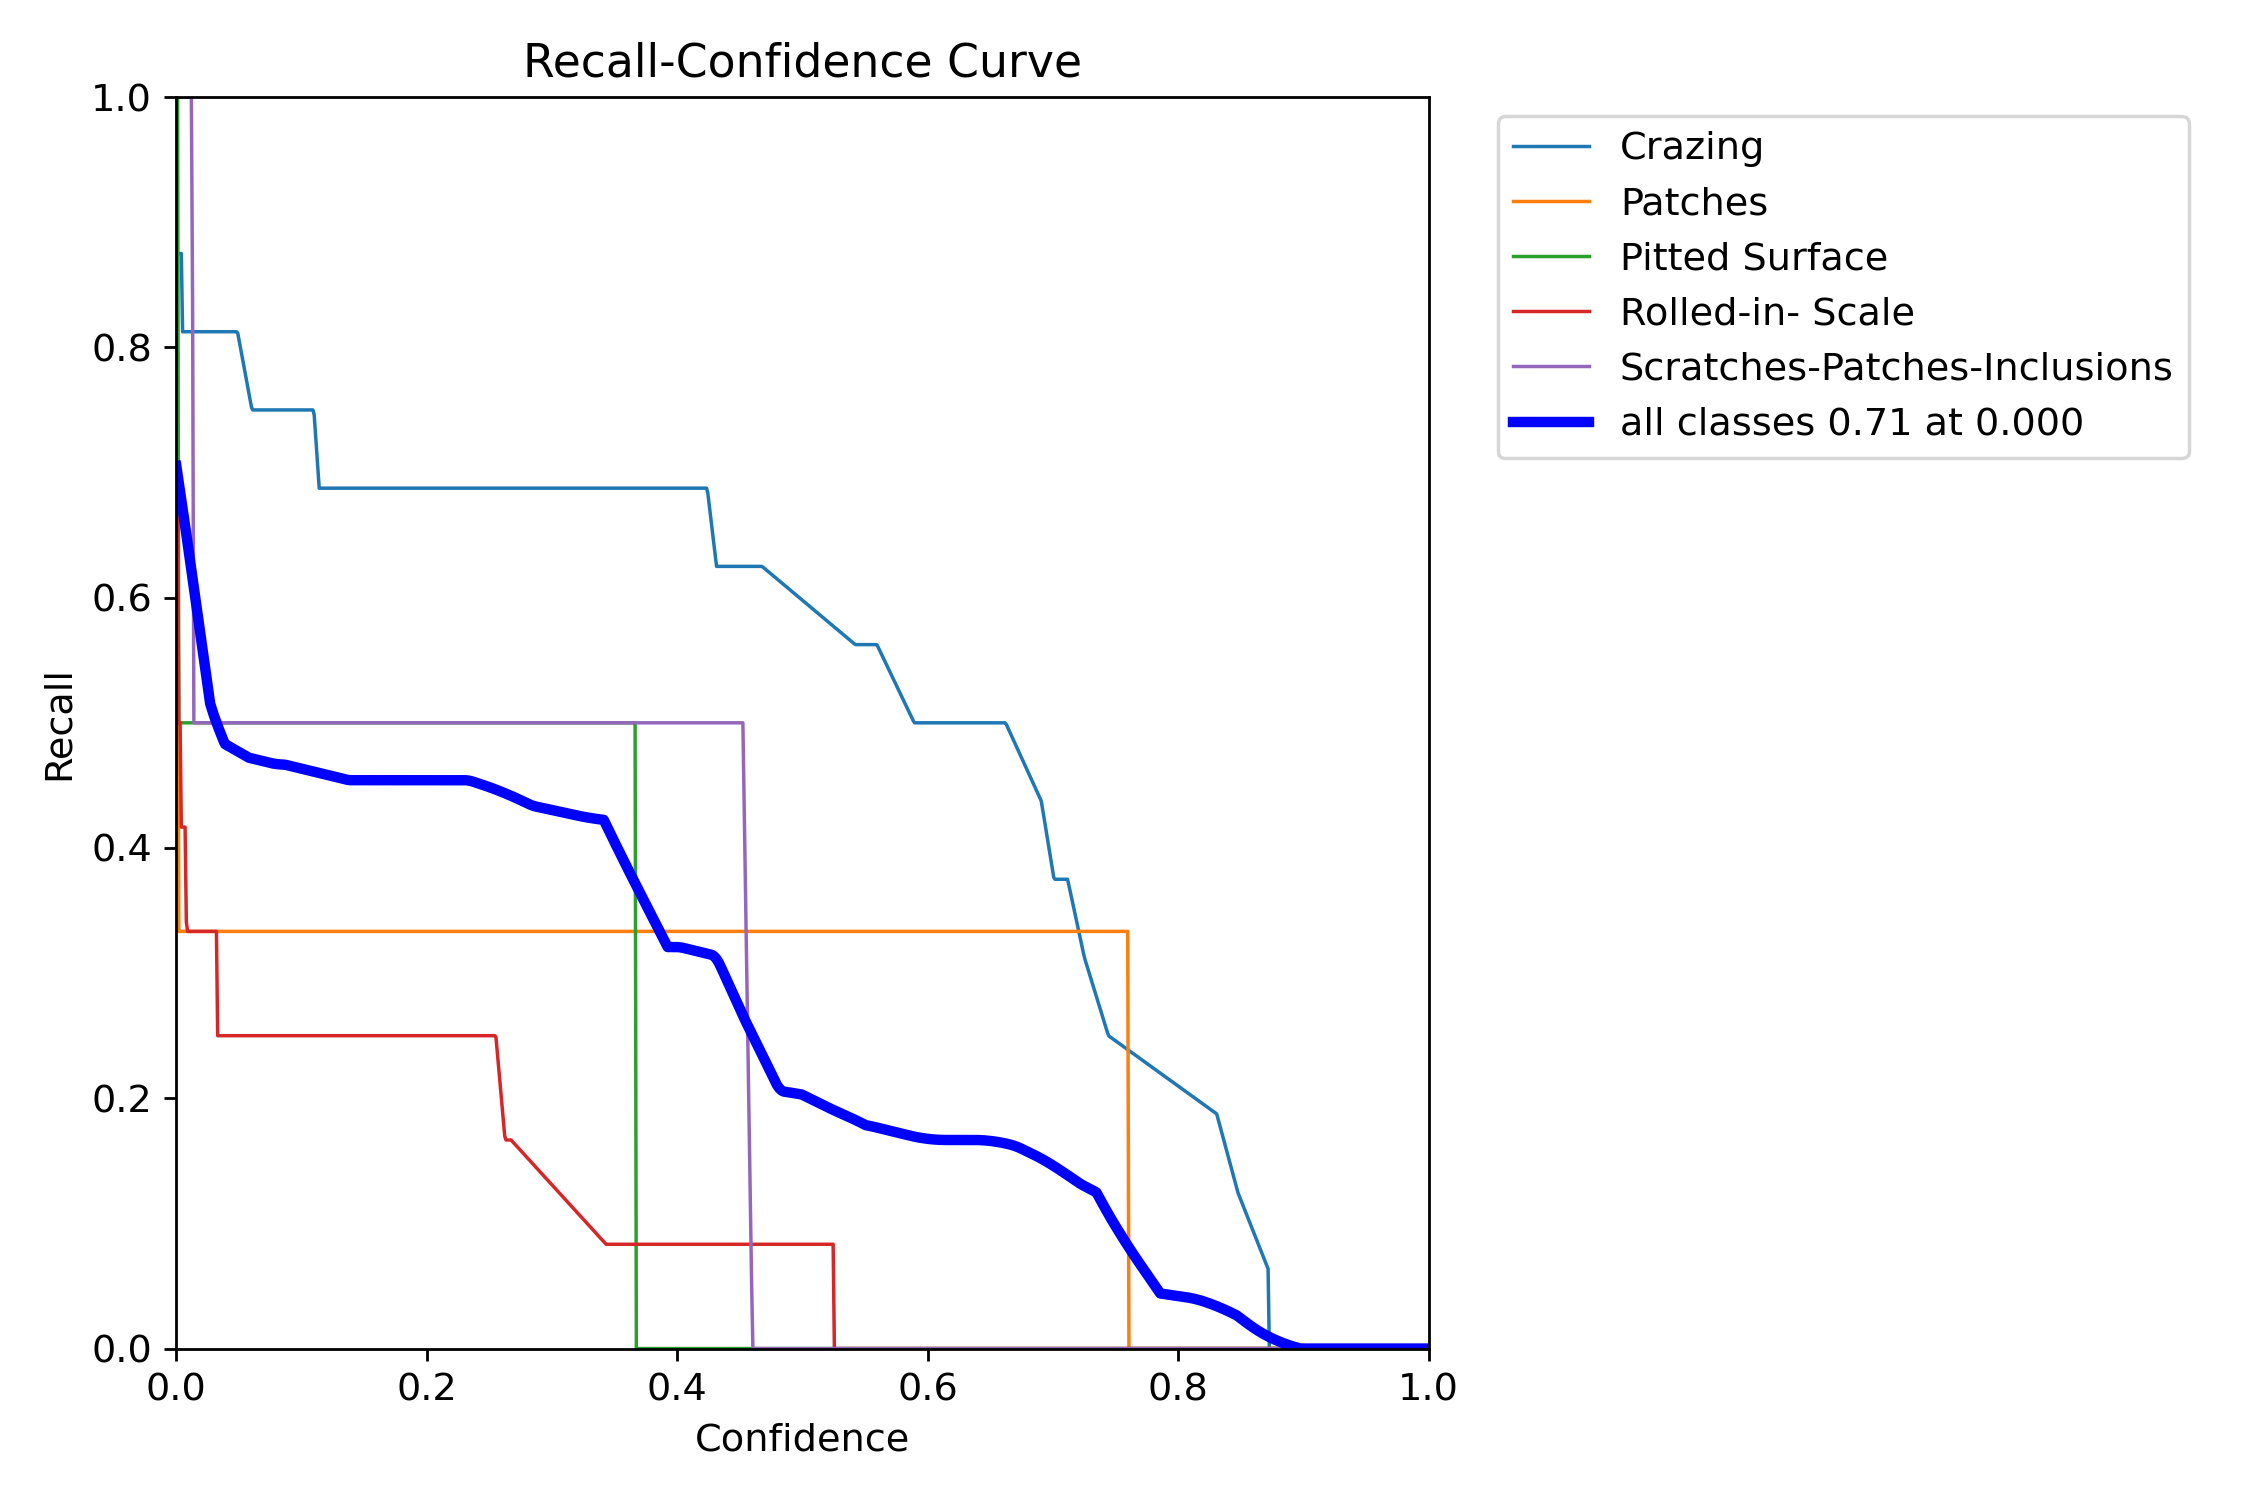 Recall-Confidence Curve
1.0
0.8
0.6
0.4
0.2
0.0
Recall
0.0 0.2 0.4 0.6 0.8 1.0
Confidence
Crazing
Patches
Pitted Surface
Rolled-in- Scale
Scratches-Patches-Inclusions
all classes 0.71 at 0.000